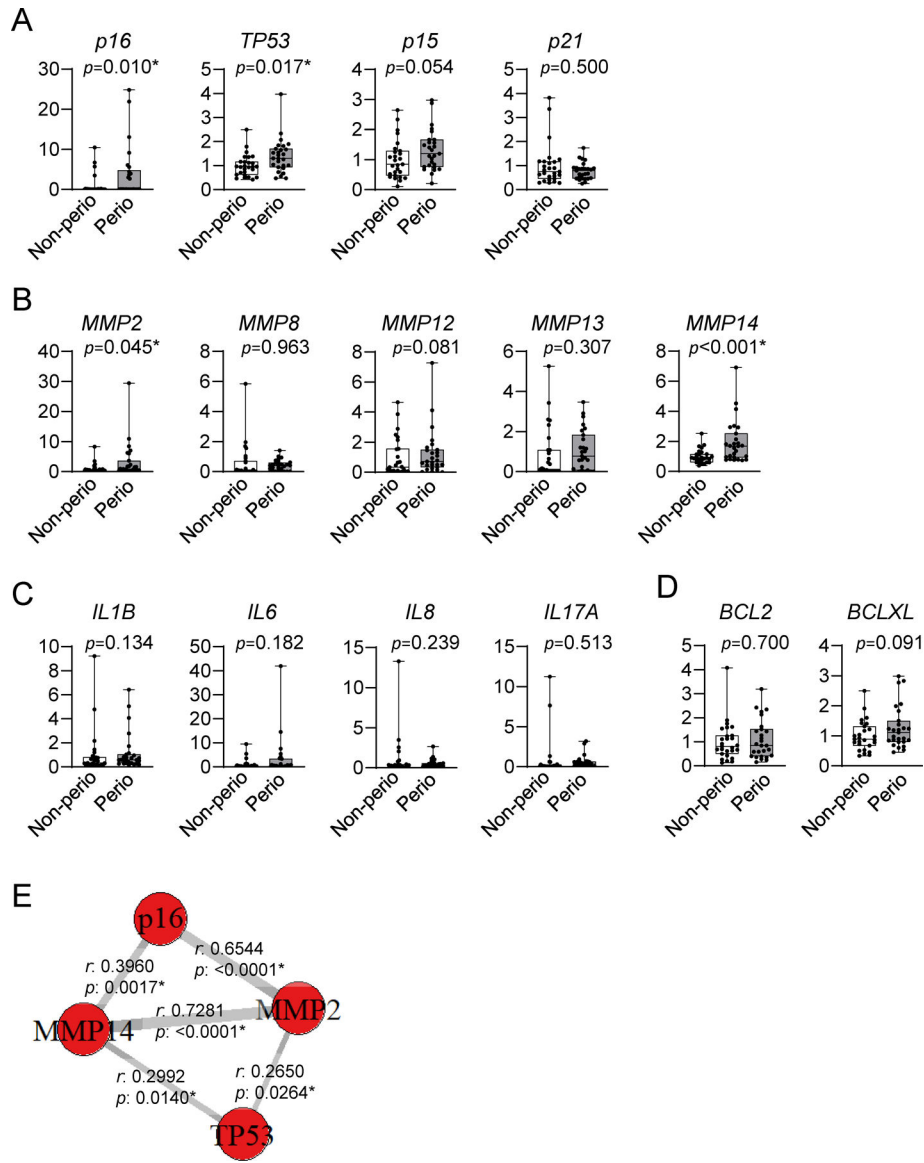 A
p16
p=0.010*
30
20
10
0
Non-perio
Perio
TP53
p=0.017*
5
4
3
2
1
0
Non-perio
Perio
p15
p=0.054
4
3
2
1
0
Non-perio
Perio
p21
p=0.500
5
4
3
2
1
0
Non-perio
Perio
B
MMP2
p=0.045*
40
30
20
10
0
Non-perio
Perio
MMP8
p=0.963
8
6
4
2
0
Non-perio
Perio
MMP12
p=0.081
8
6
4
2
0
Non-perio
Perio
MMP13
p=0.307
6
4
2
0
Non-perio
Perio
MMP14
p<0.001*
8
6
4
2
0
Non-perio
Perio
C
IL1B
p=0.134
10
8
6
4
2
0
Non-perio
Perio
IL6
p=0.182
50
40
30
20
10
0
Non-perio
Perio
IL8
p=0.239
15
10
5
0
Non-perio
Perio
IL17A
p=0.513
15
10
5
0
Non-perio
Perio
D
BCL2
p=0.700
5
4
3
2
1
0
Non-perio
Perio
BCLXL
p=0.091
4
3
2
1
0
Non-perio
Perio
E
p16
r: 0.6544
p: <0.0001*
r: 0.3960
p: 0.0017*
MMP2
r: 0.7281
p: <0.0001*
MMP14
r: 0.2992
p: 0.0140*
r: 0.2650
p: 0.0264*
TP53